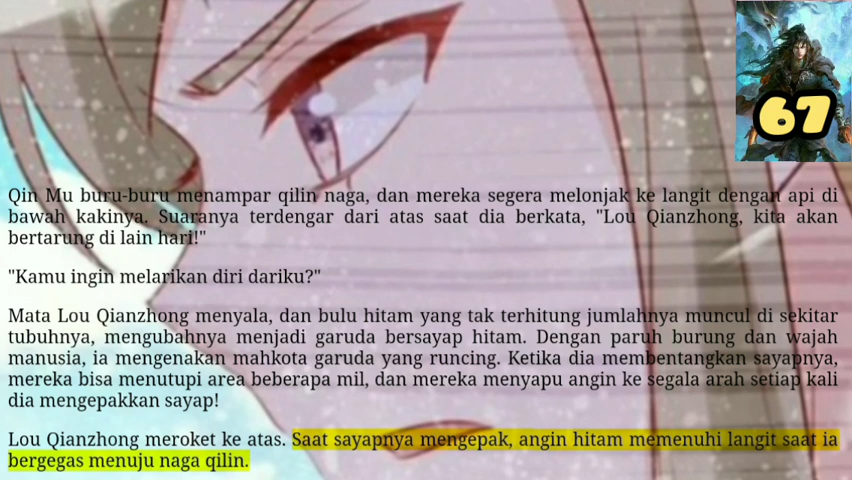 67
Qin Mu buru-buru menampar qilin naga, dan mereka segera melonjak ke langit dengan api di
bawah kakinya. Suaranya terdengar dari atas saat dia berkata, "Lou Qianzhong, kita akan
bertarung di lain hari!"
"Kamu ingin melarikan diri dariku?"
Mata Lou Qianzhong menyala, dan bulu hitam yang tak terhitung jumlahnya muncul di sekitar
tubuhnya, mengubahnya menjadi garuda bersayap hitam. Dengan paruh burung dan wajah
manusia, ia mengenakan mahkota garuda yang runcing. Ketika dia membentangkan sayapnya,
mereka bisa menutupi area beberapa mil, dan mereka menyapu angin ke segala arah setiap kali
dia mengepakkan sayap!
Lou Qianzhong meroket ke atas. Saat sayapnya mengepak, angin hitam memenuhi langit saat ia
bergegas menuju naga qilin.